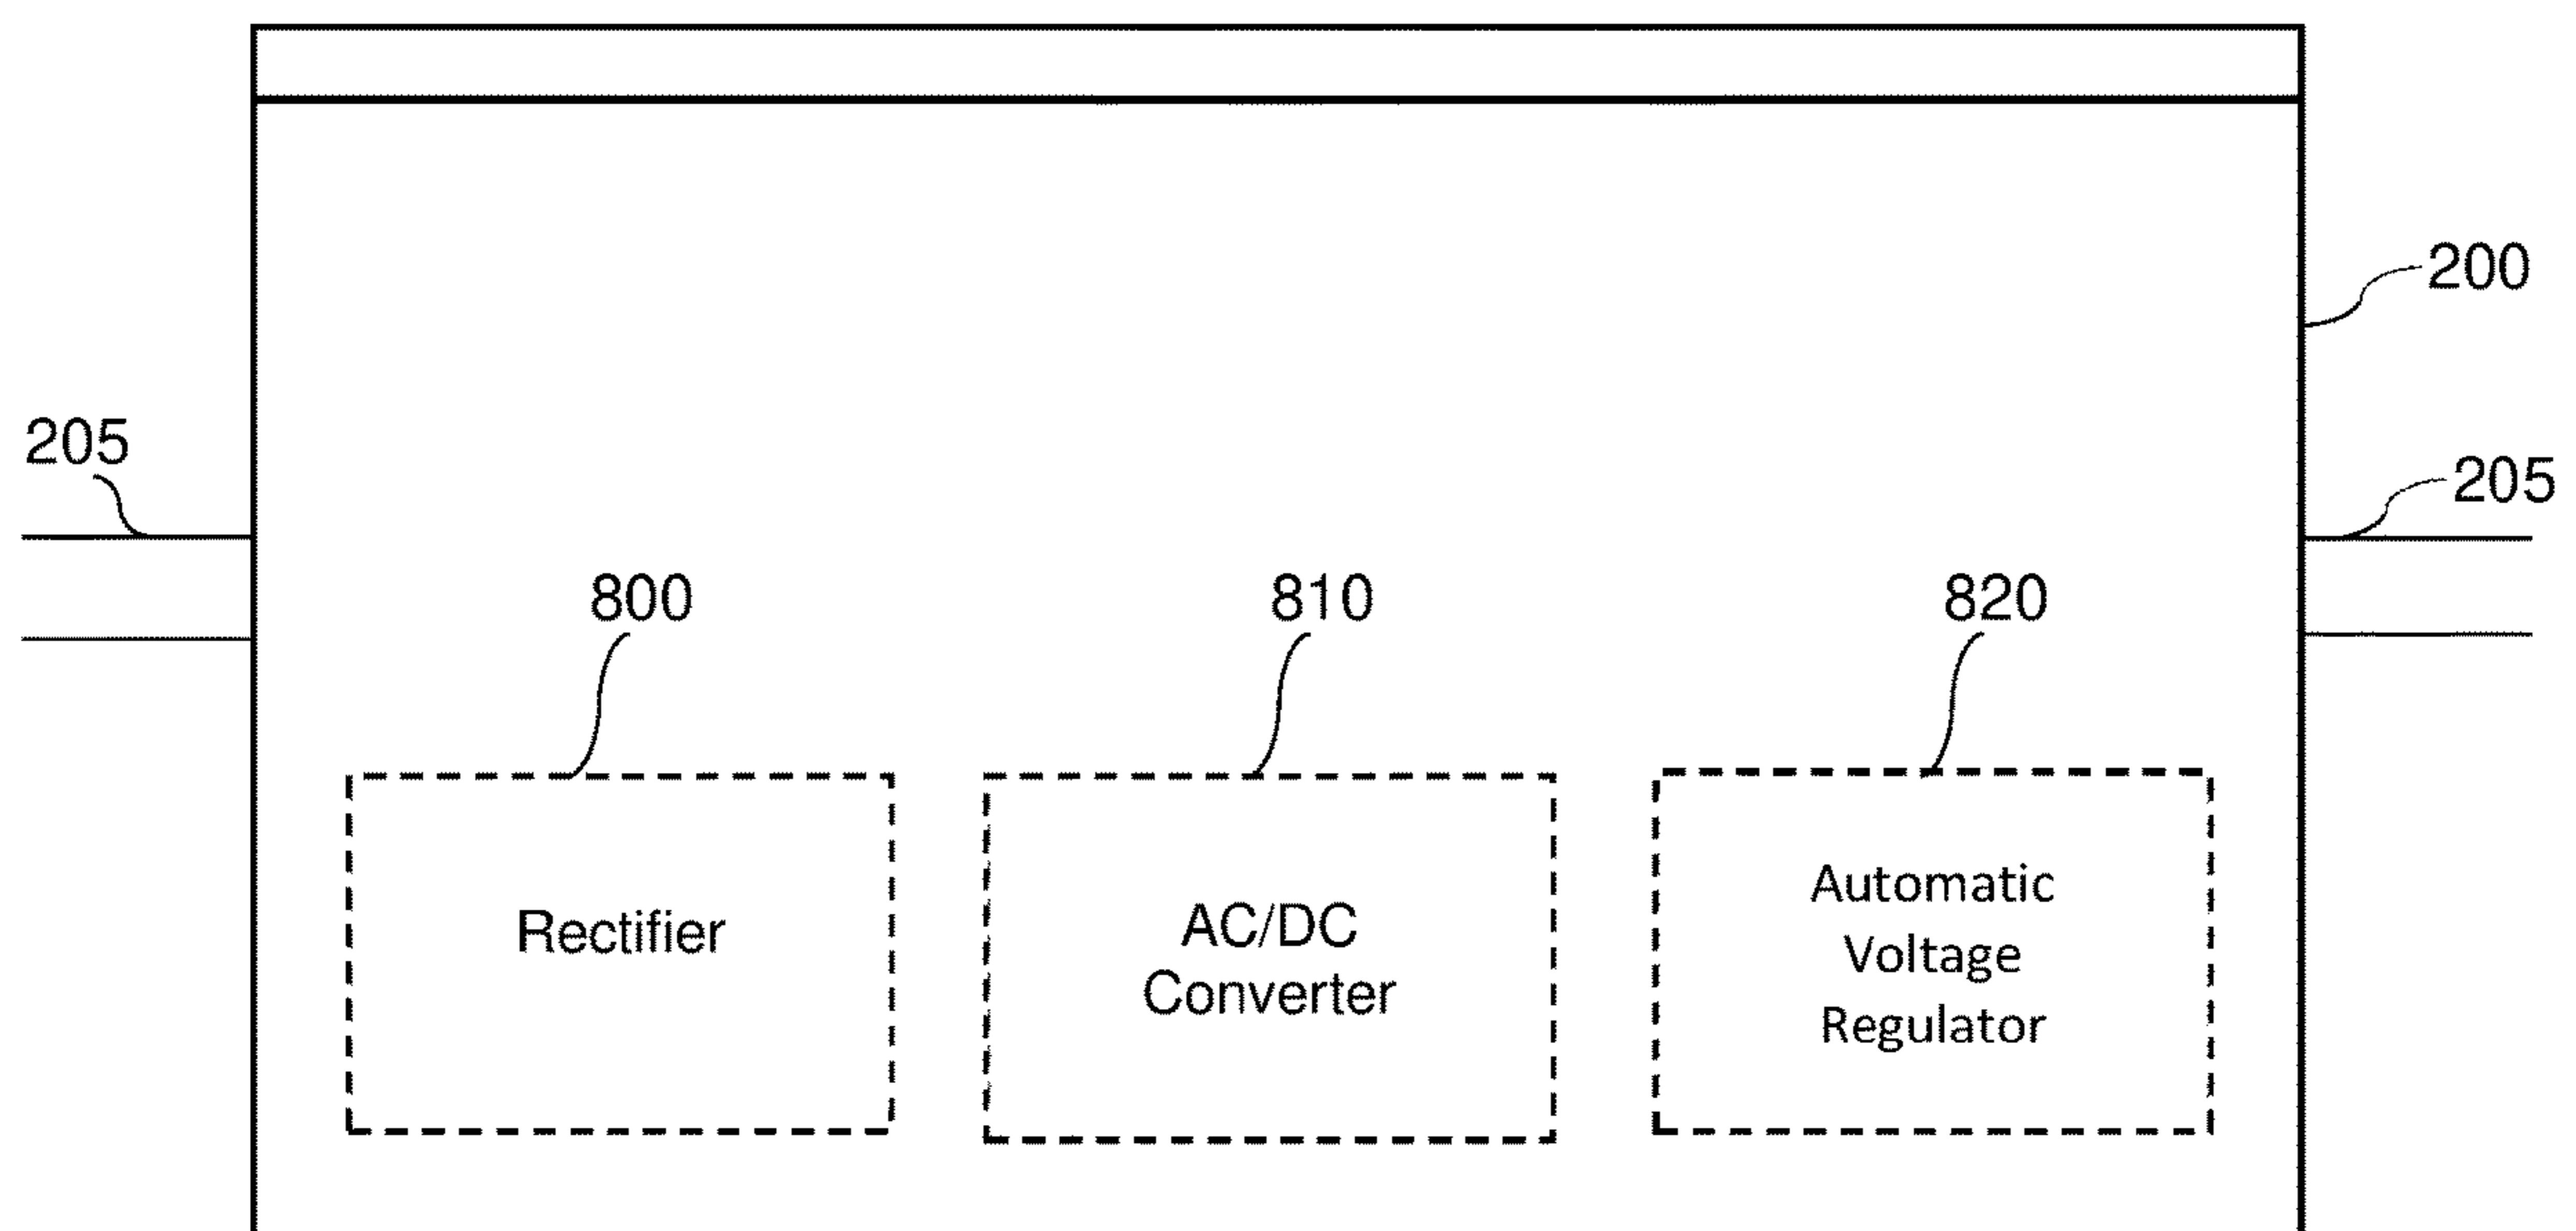 200
205
205
800
810
820
Rectifier
AC/DC
Converter
Automatic
Voltage
Regulator